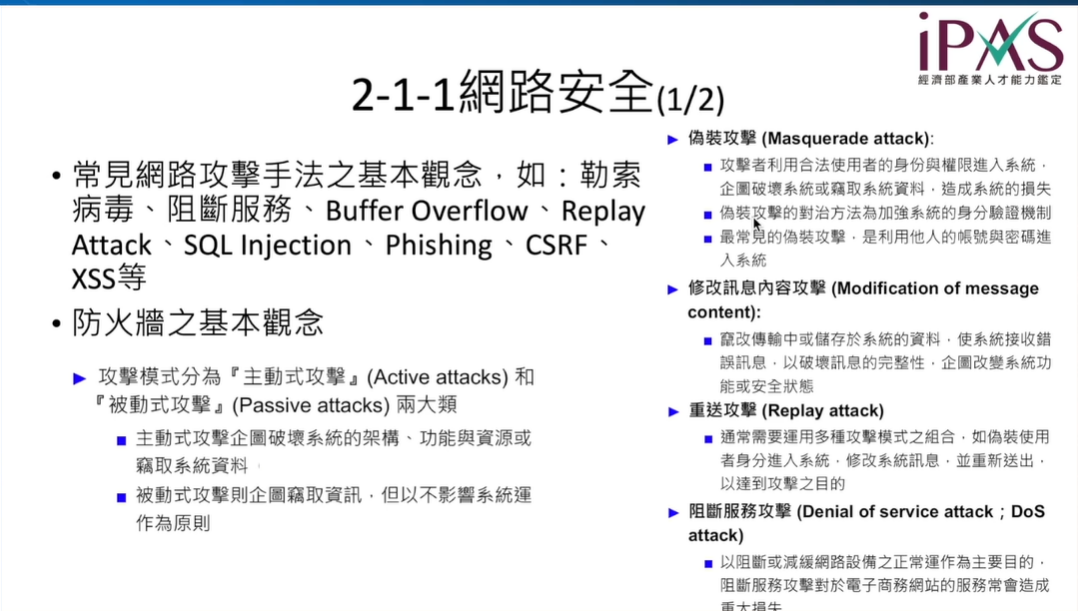 iPAS
經濟部產業人才能力鑑定
2-1-1網路安全(1/2)
• 常見網路攻擊手法之基本觀念，如：勒索
病毒、阻斷服務、Buffer Overflow、Replay
Attack、SQL Injection、Phishing、CSRF、
XSS等
• 防火牆之基本觀念
► 攻擊模式分為『主動式攻擊』(Active attacks) 和
『被動式攻擊』(Passive attacks) 兩大類
■ 主動式攻擊企圖破壞系統的架構、功能與資源或
竊取系統資料
■ 被動式攻擊則企圖竊取資訊，但以不影響系統運
作為原則
► 偽裝攻擊 (Masquerade attack):
■ 攻擊者利用合法使用者的身份與權限進入系統，
企圖破壞系統或竊取系統資料，造成系統的損失
■ 偽裝攻擊的對治方法為加強系統的身分驗證機制
■ 最常見的偽裝攻擊，是利用他人的帳號與密碼進
入系統
► 修改訊息內容攻擊 (Modification of message
content):
■ 竄改傳輸中或儲存於系統的資料，使系統接收錯
誤訊息，以破壞訊息的完整性，企圖改變系統功
能或安全狀態
► 重送攻擊 (Replay attack)
■ 通常需要運用多種攻擊模式之組合，如偽裝使用
者身分進入系統，修改系統訊息，並重新送出，
以達到攻擊之目的
► 阻斷服務攻擊 (Denial of service attack；DoS
attack)
■ 以阻斷或減緩網路設備之正常運作為主要目的，
阻斷服務攻擊對於電子商務網站的服務常會造成
重大損失